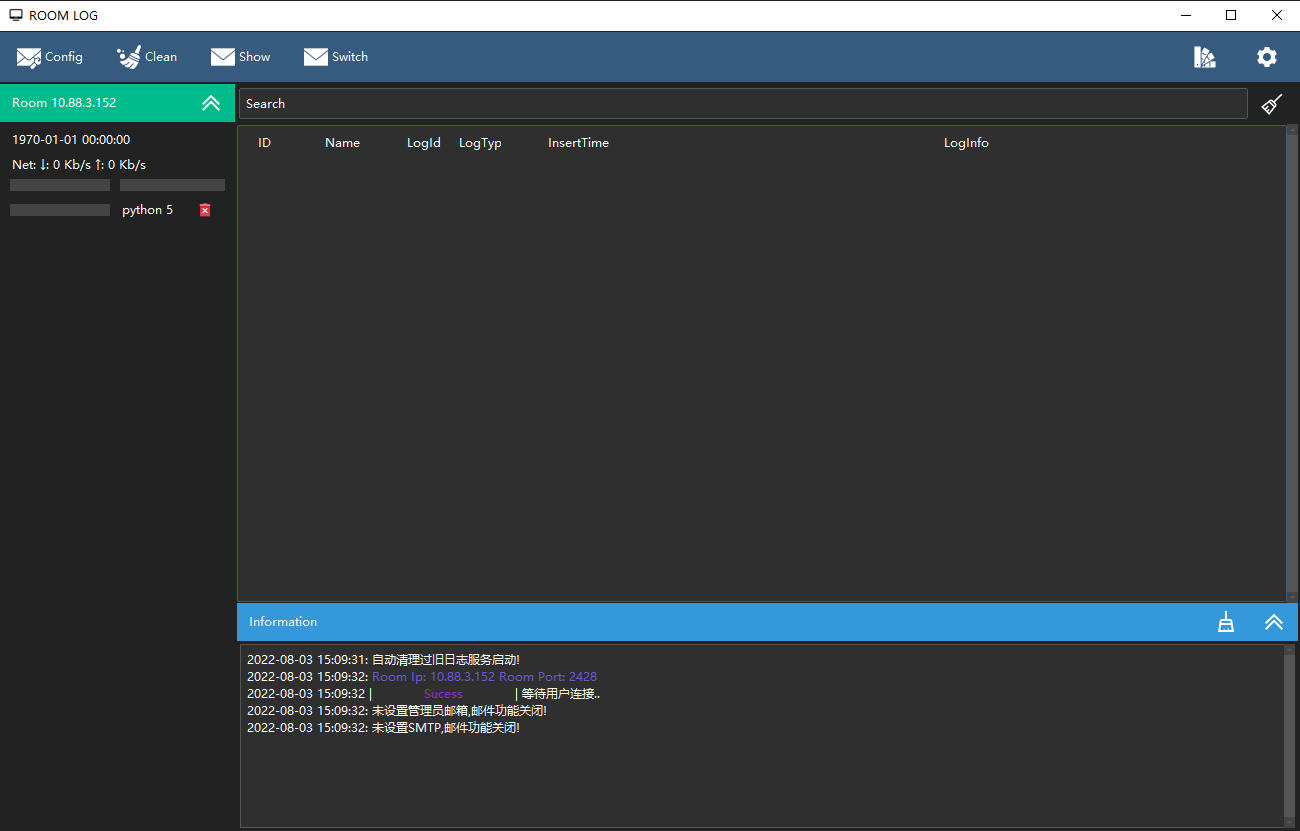 ROOM LOG
Config Clean Show Switch
Room 10.88.3.152
Search
1970-01-01 00:00:00
Net: ↓: 0 Kb/s ↑: 0 Kb/s
python 5
ID Name LogId LogTyp InsertTime LogInfo
Information
2022-08-03 15:09:31: 自动清理过旧日志服务启动!
2022-08-03 15:09:32: Room Ip: 10.88.3.152 Room Port: 2428
2022-08-03 15:09:32 | Sucess | 等待用户连接..
2022-08-03 15:09:32: 未设置管理员邮箱,邮件功能关闭!
2022-08-03 15:09:32: 未设置SMTP,邮件功能关闭!